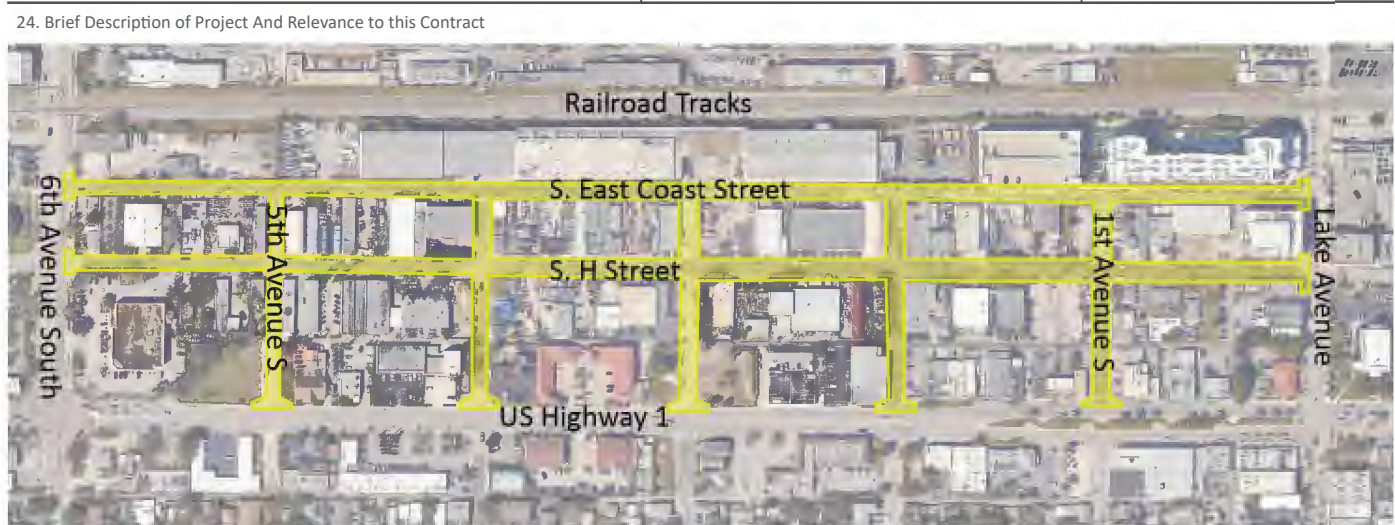 24. Brief Description of Project And Relevance to this Contract
Railroad Tracks
S. East Coast Street
6th Avenue South
5th Avenue S
1st Avenue S
Lake Avenue
S. H Street
US Highway 1